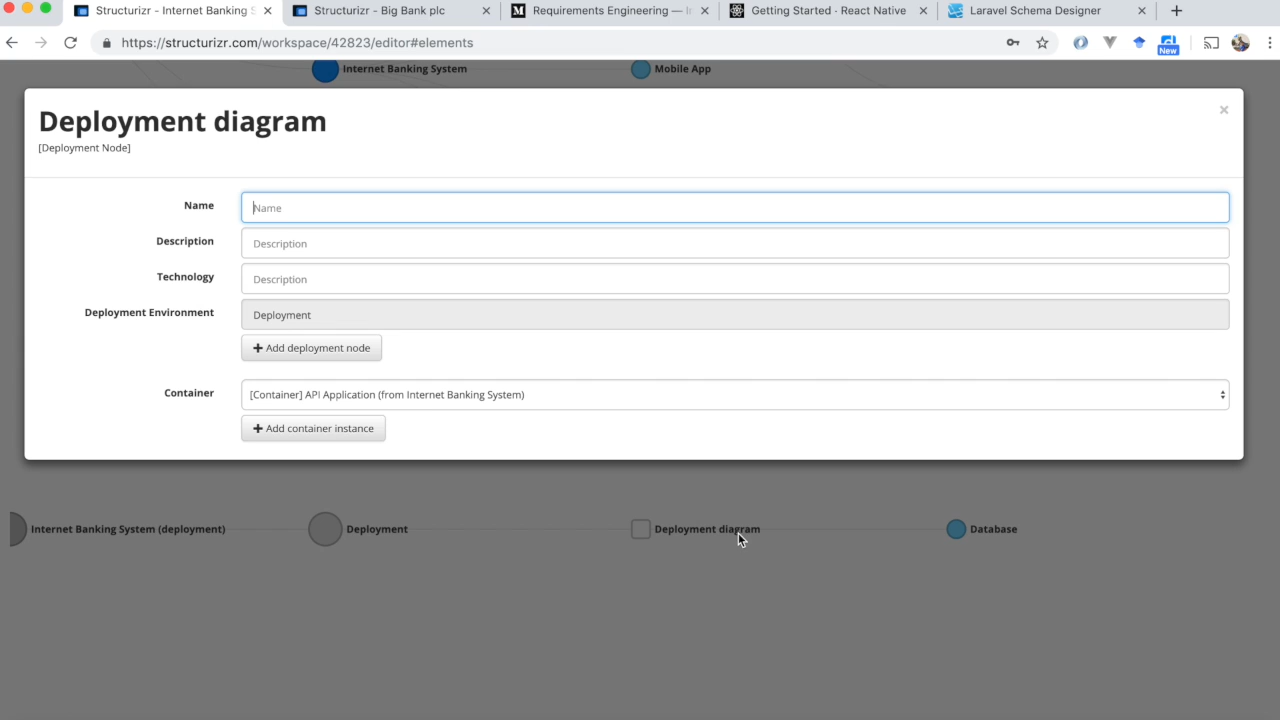 Structurizr - Internet Banking S
Structurizr - Big Bank plc
Requirements Engineering — I
Getting Started · React Native
Laravel Schema Designer
https://structurizr.com/workspace/42823/editor#elements
New
Internet Banking System
Mobile App
Deployment diagram
[Deployment Node]
Name
Name
Description
Description
Technology
Description
Deployment Environment
Deployment
Add deployment node
Container
[Container] API Application (from Internet Banking System)
Add container instance
Internet Banking System (deployment)
Deployment
Deployment diagram
Database